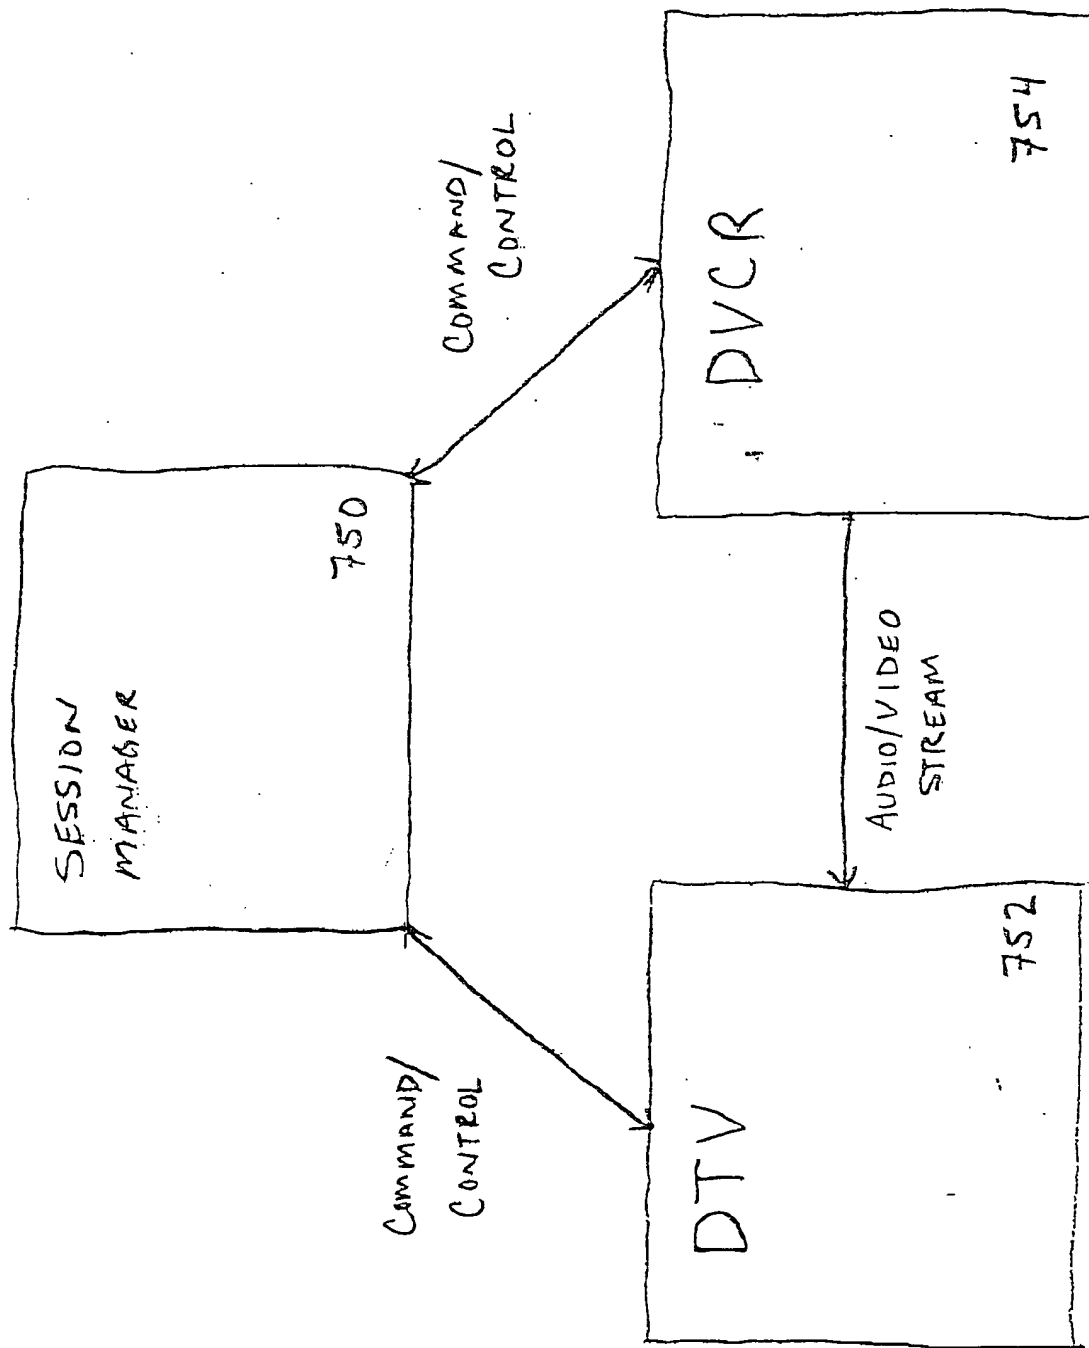 SESSION
MANAGER
750
COMMAND/
CONTROL
COMMAND/
CONTROL
DTV
752
AUDIO/VIDEO
STREAM
DVCR
754